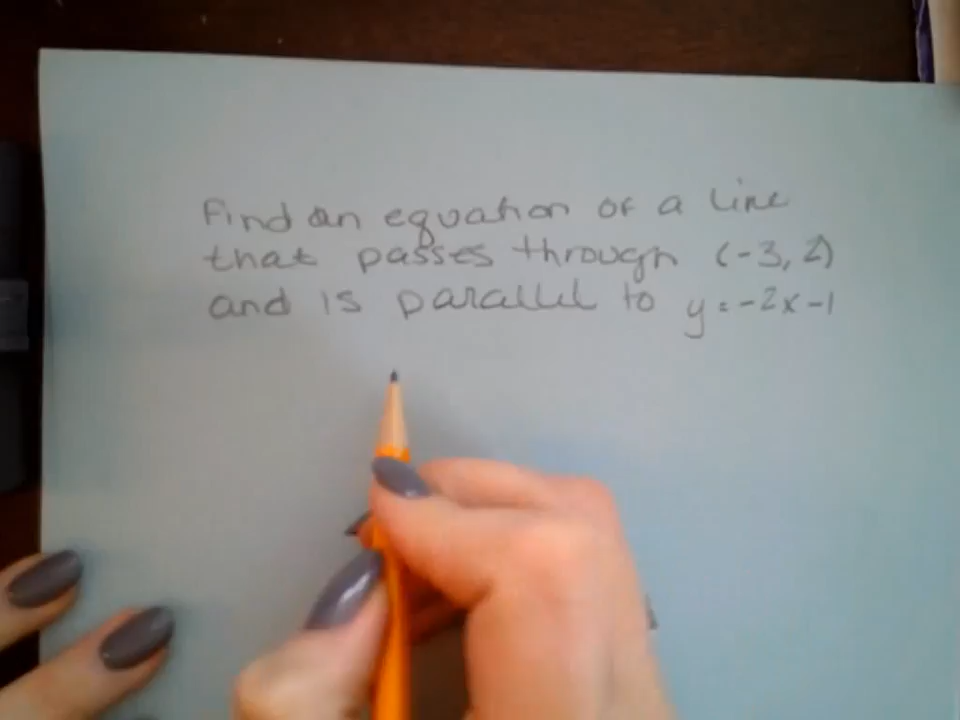 Find an equation of a line
that passes through (-3, 2)
and is parallel to y = -2x - 1